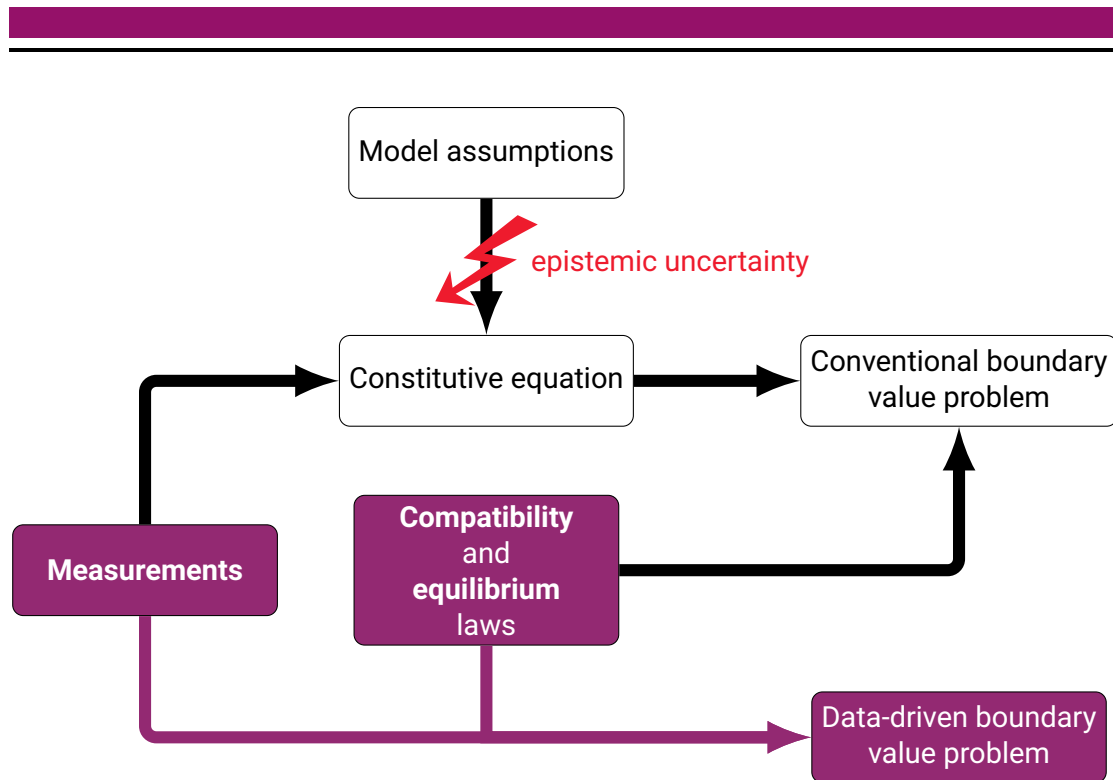 Model assumptions
epistemic uncertainty
Constitutive equation
Conventional boundary
value problem
Compatibility
and
equilibrium
laws
Measurements
Data-driven boundary
value problem